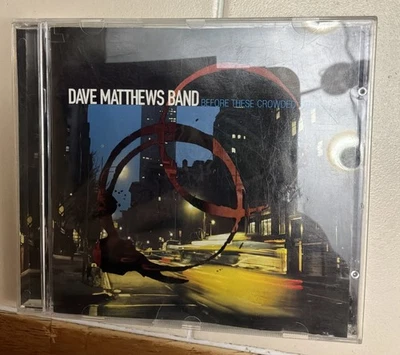 DAVE MATTHEWS BAND BEFORE THESE CROWDED